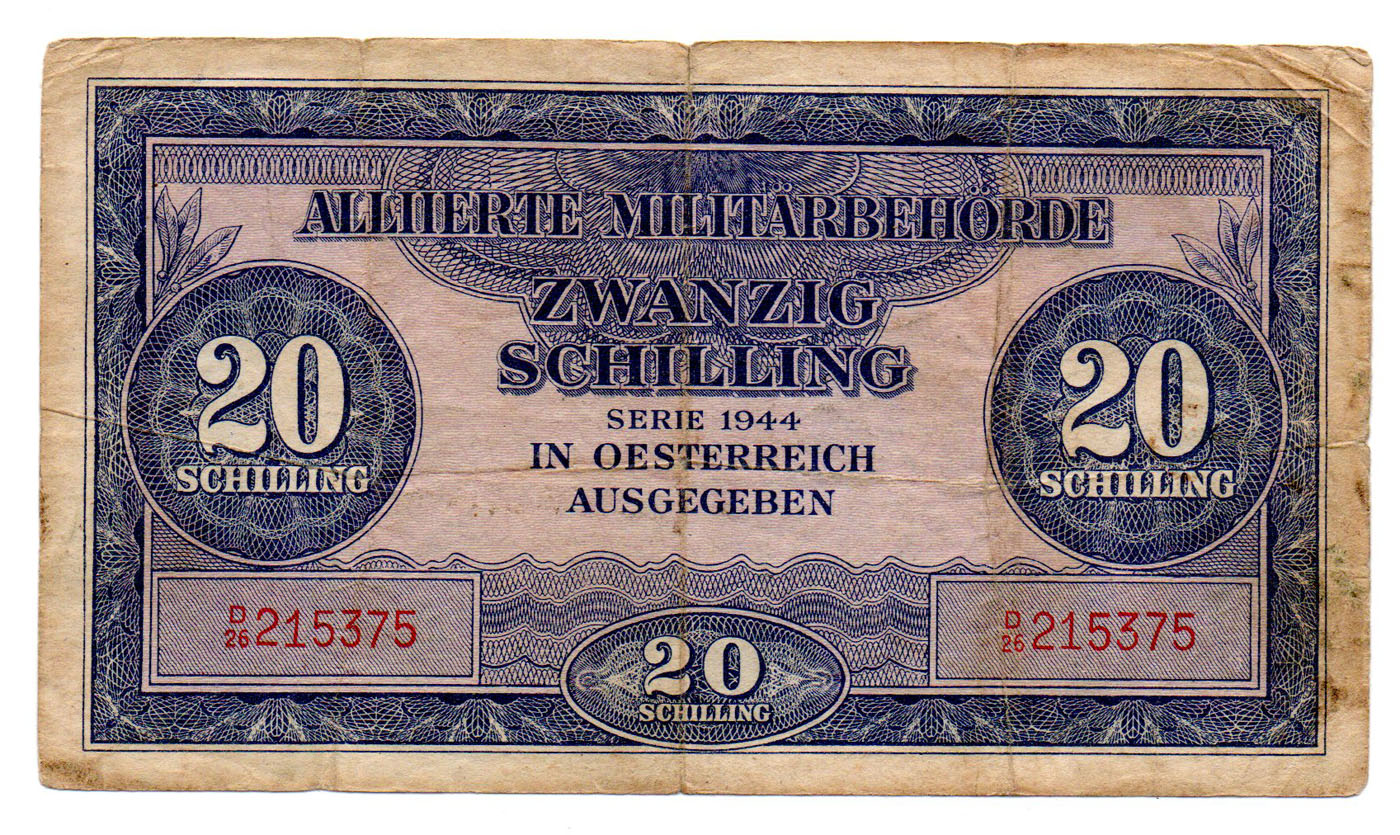 ALLIIERTE MILITÄRBEHÖRDE
ZWANZIG
SCHILLING
SERIE 1944
IN OESTERREICH
AUSGEGEBEN
20
SCHILLING
20
SCHILLING
D/26 215375
D/26 215375
20
SCHILLING